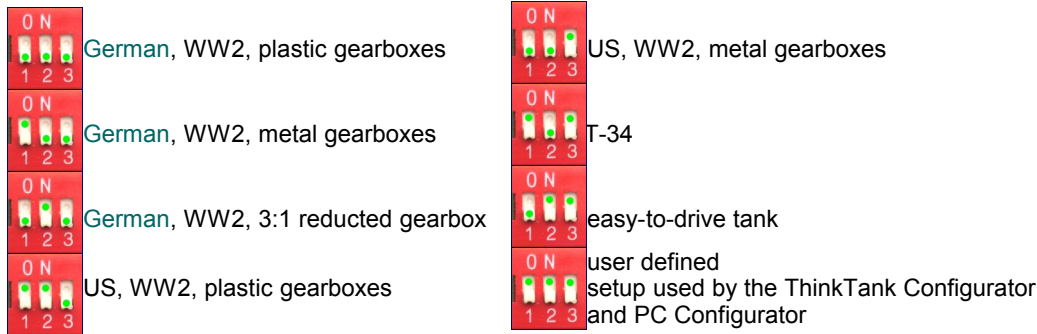 ON
German, WW2, plastic gearboxes
1 2 3
ON
German, WW2, metal gearboxes
1 2 3
ON
German, WW2, 3:1 reducted gearbox
1 2 3
ON
US, WW2, plastic gearboxes
1 2 3
ON
US, WW2, metal gearboxes
1 2 3
ON
T-34
1 2 3
ON
easy-to-drive tank
1 2 3
ON
user defined
setup used by the ThinkTank Configurator
and PC Configurator
1 2 3